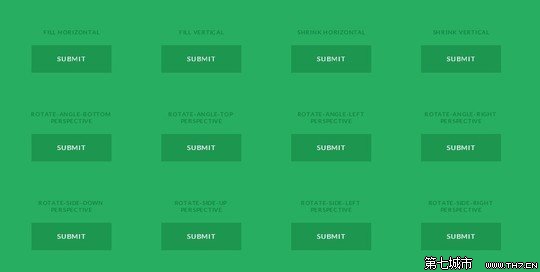 FILL HORIZONTAL
FILL VERTICAL
SHRINK HORIZONTAL
SHRINK VERTICAL
SUBMIT
SUBMIT
SUBMIT
SUBMIT
ROTATE-ANGLE-BOTTOM
PERSPECTIVE
ROTATE-ANGLE-TOP
PERSPECTIVE
ROTATE-ANGLE-LEFT
PERSPECTIVE
ROTATE-ANGLE-RIGHT
PERSPECTIVE
SUBMIT
SUBMIT
SUBMIT
SUBMIT
ROTATE-SIDE-DOWN
PERSPECTIVE
ROTATE-SIDE-UP
PERSPECTIVE
ROTATE-SIDE-LEFT
PERSPECTIVE
ROTATE-SIDE-RIGHT
PERSPECTIVE
SUBMIT
SUBMIT
SUBMIT
SUBMIT
第七城市 WWW.TH7.CN